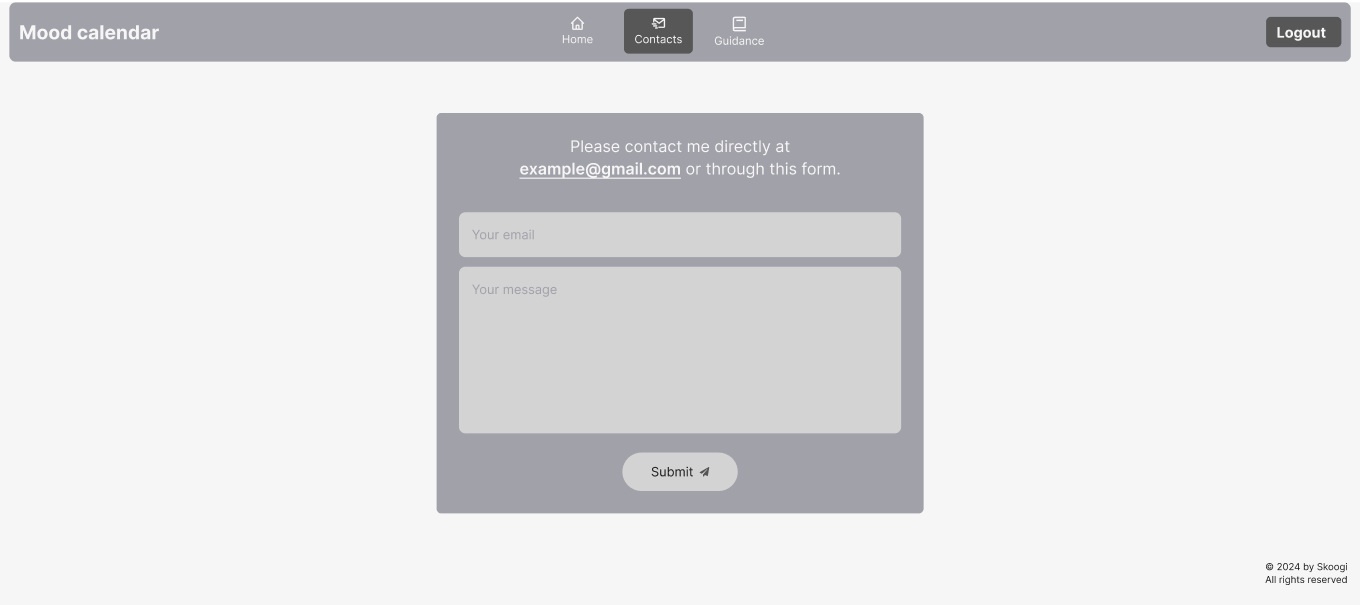 Mood calendar
Home
Contacts
Guidance
Logout
Please contact me directly at
example@gmail.com or through this form.
Your email
Your message
Submit
© 2024 by Skoogi
All rights reserved